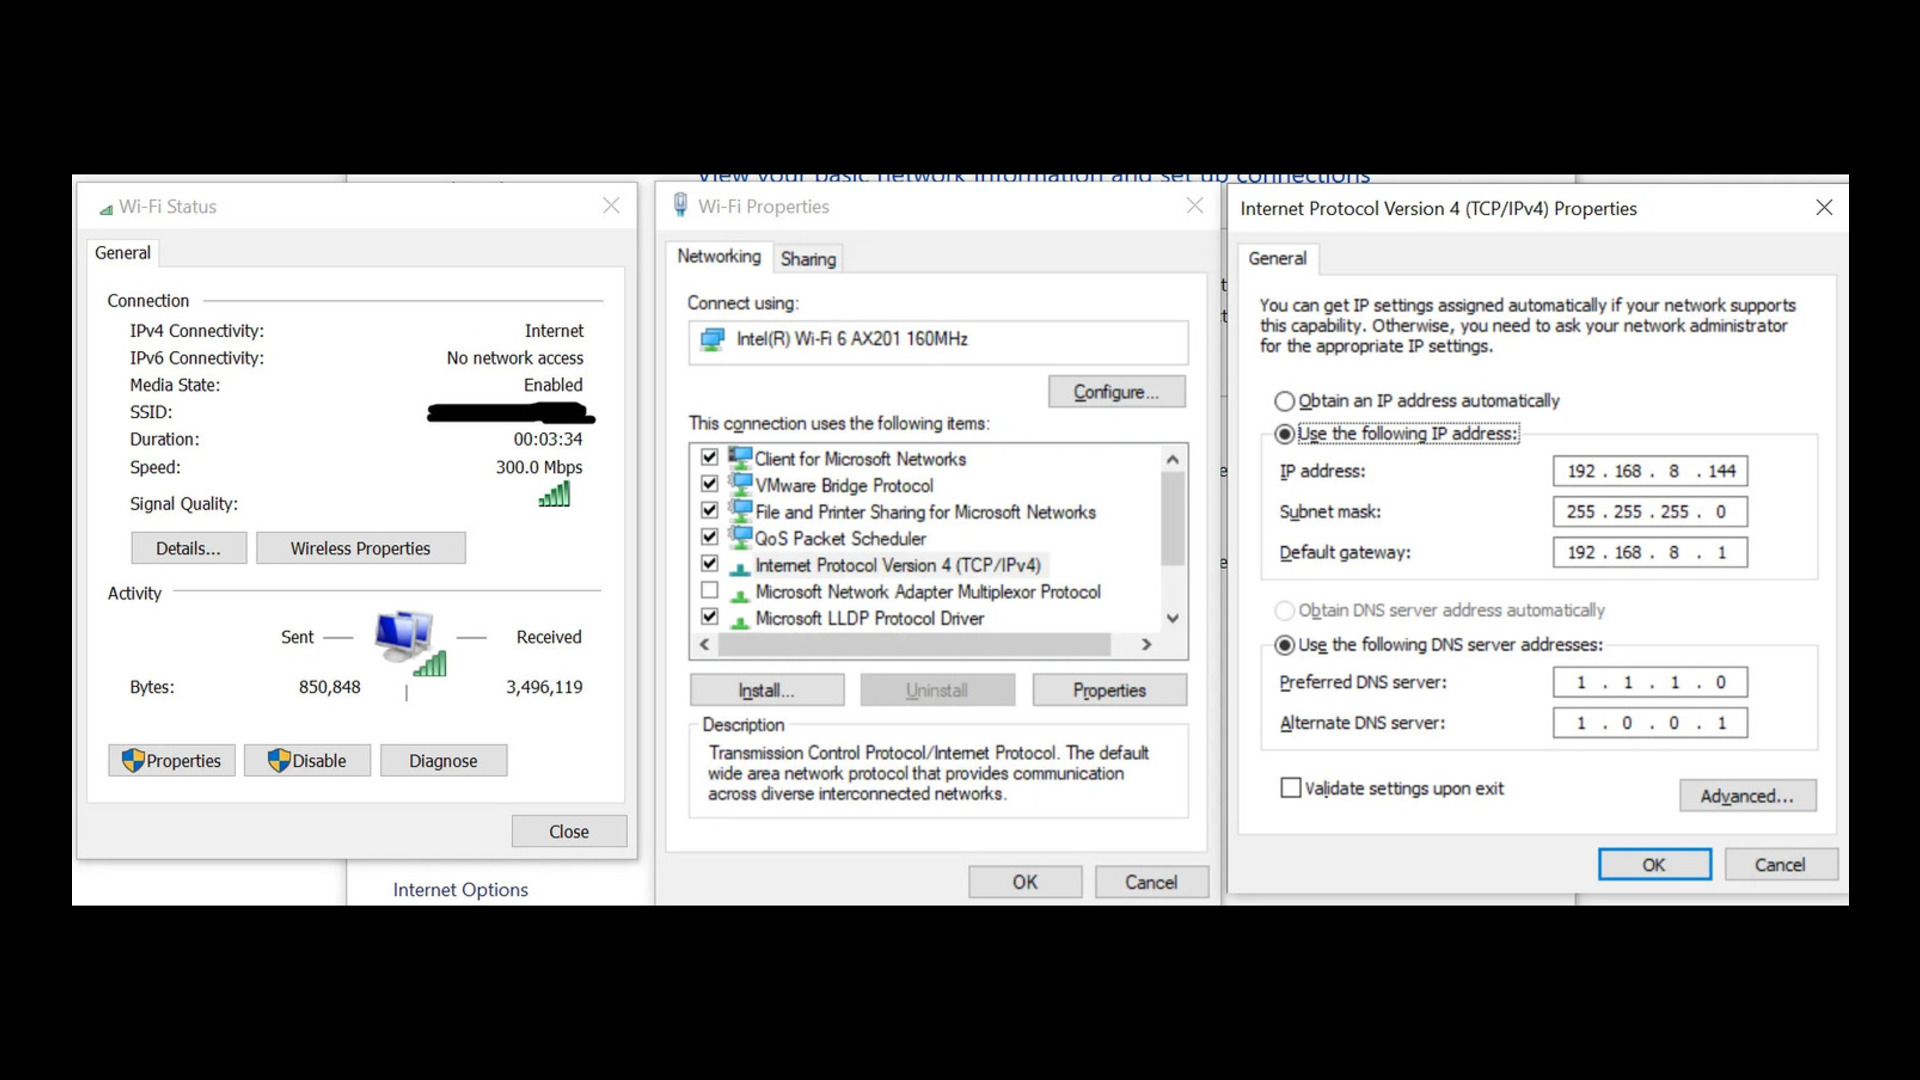 View your basic network information and set up connections
Wi-Fi Status
General
Connection
IPv4 Connectivity: Internet
IPv6 Connectivity: No network access
Media State: Enabled
SSID:
Duration: 00:03:34
Speed: 300.0 Mbps
Signal Quality:
Details...
Wireless Properties
Activity
Sent
Received
Bytes: 850,848 3,496,119
Properties
Disable
Diagnose
Close
Internet Options
Wi-Fi Properties
Networking
Sharing
Connect using:
Intel(R) Wi-Fi 6 AX201 160MHz
Configure...
This connection uses the following items:
Client for Microsoft Networks
VMware Bridge Protocol
File and Printer Sharing for Microsoft Networks
QoS Packet Scheduler
Internet Protocol Version 4 (TCP/IPv4)
Microsoft Network Adapter Multiplexor Protocol
Microsoft LLDP Protocol Driver
Install...
Uninstall
Properties
Description
Transmission Control Protocol/Internet Protocol. The default
wide area network protocol that provides communication
across diverse interconnected networks.
OK
Cancel
Internet Protocol Version 4 (TCP/IPv4) Properties
General
You can get IP settings assigned automatically if your network supports
this capability. Otherwise, you need to ask your network administrator
for the appropriate IP settings.
Obtain an IP address automatically
Use the following IP address:
IP address: 192 . 168 . 8 . 144
Subnet mask: 255 . 255 . 255 . 0
Default gateway: 192 . 168 . 8 . 1
Obtain DNS server address automatically
Use the following DNS server addresses:
Preferred DNS server: 1 . 1 . 1 . 0
Alternate DNS server: 1 . 0 . 0 . 1
Validate settings upon exit
Advanced...
OK
Cancel